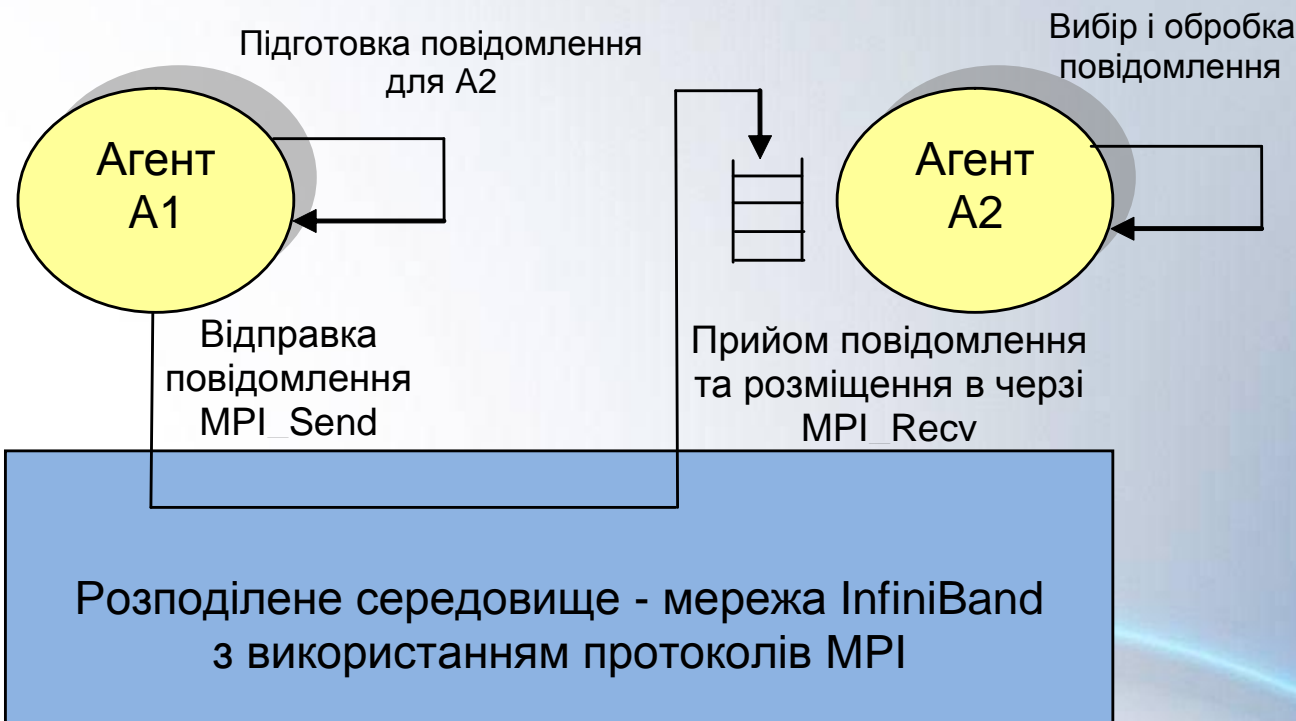 Підготовка повідомлення
для А2
Вибір і обробка
повідомлення
Агент
А1
Агент
А2
Відправка
повідомлення
MPI_Send
Прийом повідомлення
та розміщення в черзі
MPI_Recv
Розподілене середовище - мережа InfiniBand
з використанням протоколів MPI